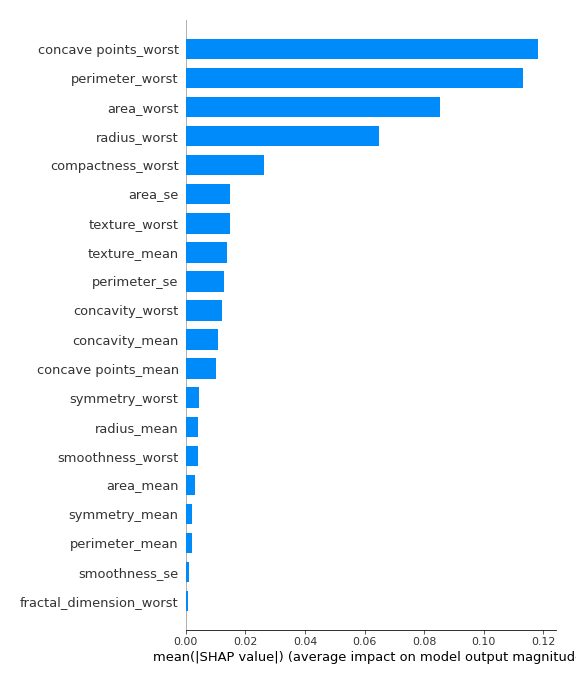 concave points_worst
perimeter_worst
area_worst
radius_worst
compactness_worst
area_se
texture_worst
texture_mean
perimeter_se
concavity_worst
concavity_mean
concave points_mean
symmetry_worst
radius_mean
smoothness_worst
area_mean
symmetry_mean
perimeter_mean
smoothness_se
fractal_dimension_worst
0.00 0.02 0.04 0.06 0.08 0.10 0.12
mean(|SHAP value|) (average impact on model output magnitud